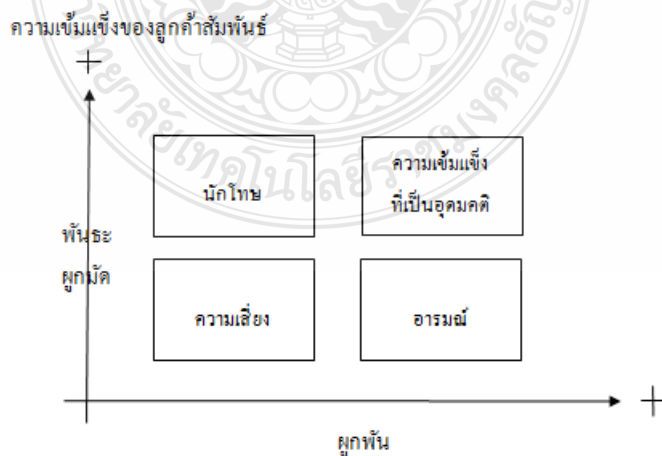 ความเข้มแข็งของลูกค้าสัมพันธ์
นักโทษ
ความเข้มแข็ง
ที่เป็นอุดมคติ
พันธะ
ผูกมัด
ความเสี่ยง
อารมณ์
ผูกพัน